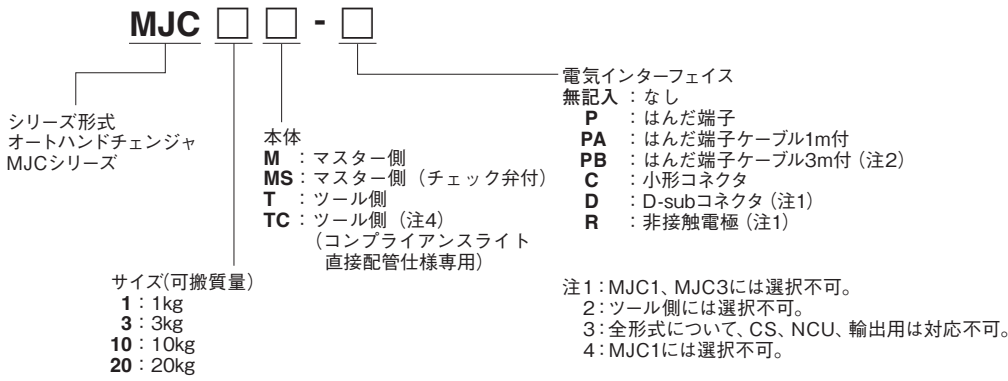 MJC □ □ - □
シリーズ形式
オートハンドチェンジャ
MJCシリーズ
サイズ(可搬質量)
1：1kg
3：3kg
10：10kg
20：20kg
本体
M：マスター側
MS：マスター側（チェック弁付）
T：ツール側
TC：ツール側（注4）
（コンプライアンスライト
直接配管仕様専用）
電気インターフェイス
無記入：なし
P：はんだ端子
PA：はんだ端子ケーブル1m付
PB：はんだ端子ケーブル3m付（注2）
C：小形コネクタ
D：D-subコネクタ（注1）
R：非接触電極（注1）
注1：MJC1、MJC3には選択不可。
2：ツール側には選択不可。
3：全形式について、CS、NCU、輸出用は対応不可。
4：MJC1には選択不可。